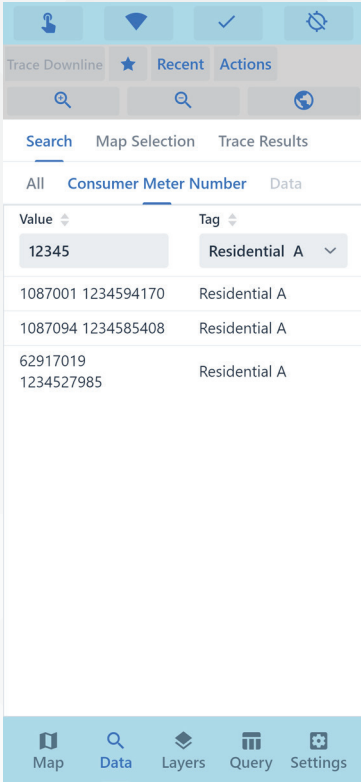 Trace Downline Recent Actions
Search Map Selection Trace Results
All Consumer Meter Number Data
Value Tag
12345 Residential A
1087001 1234594170 Residential A
1087094 1234585408 Residential A
62917019
1234527985 Residential A
Map Data Layers Query Settings